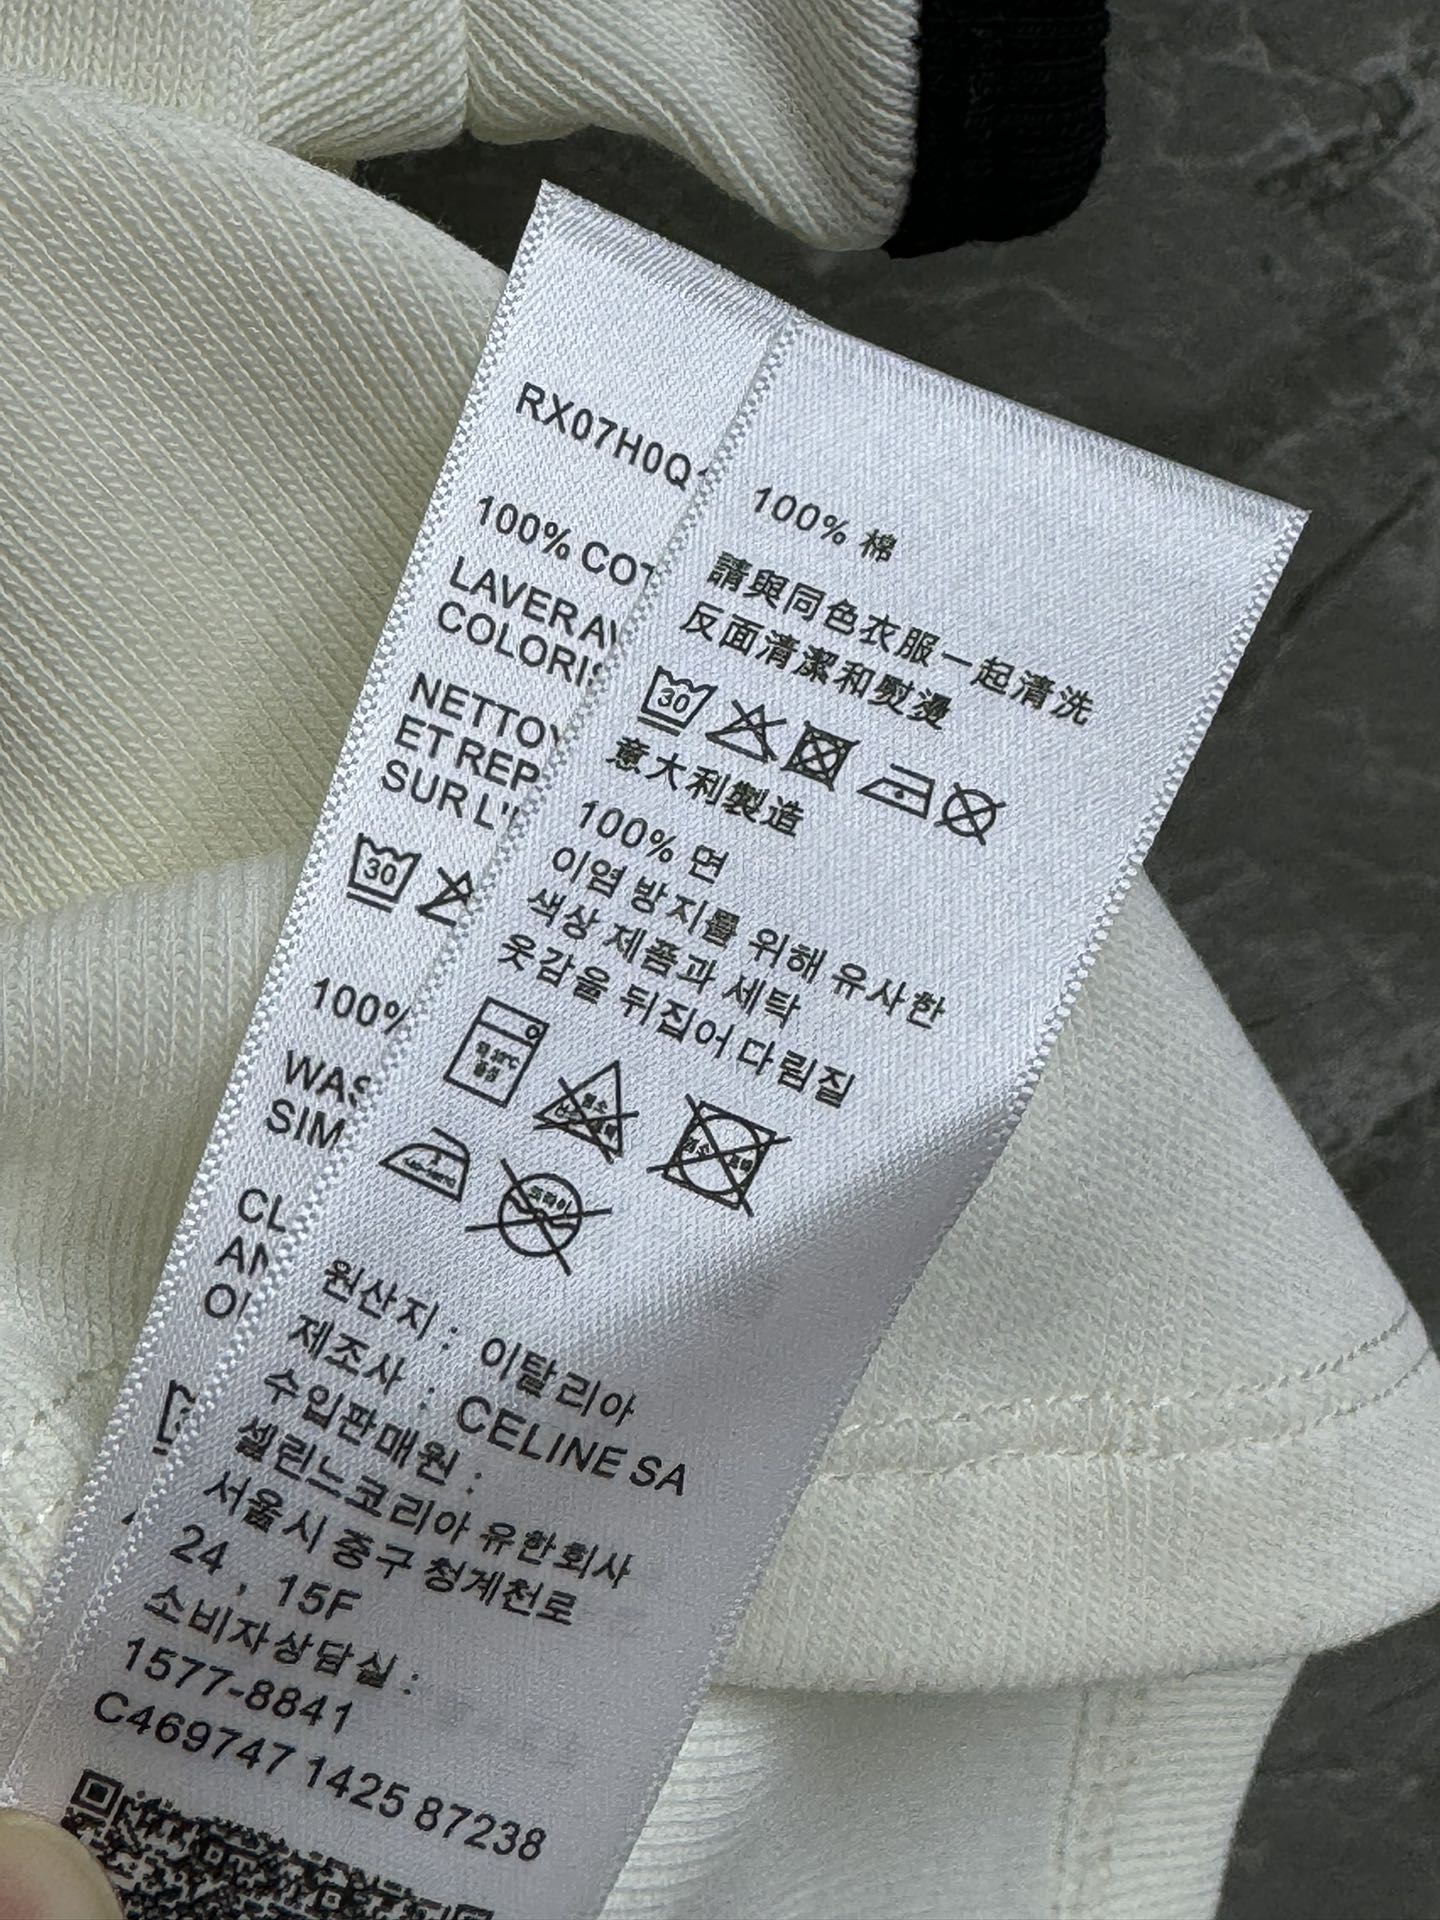 RX07H0Q
100% COT
LAVER AV
COLORIS
NETTOY
ET REP
SUR L'
30
100%
WAS
SIM
CL
AN
100% 棉
請與同色衣服一起清洗
反面清潔和熨燙
30
意大利製造
100% 면
이염 방지를 위해 유사한
색상 제품과 세탁
옷감을 뒤집어 다림질
원산지 : 이탈리아
제조사 : CELINE SA
수입판매원 :
셀린느코리아 유한회사
서울시 중구 청계천로
24 , 15F
소비자상담실 :
1577-8841
C469747 1425 87238